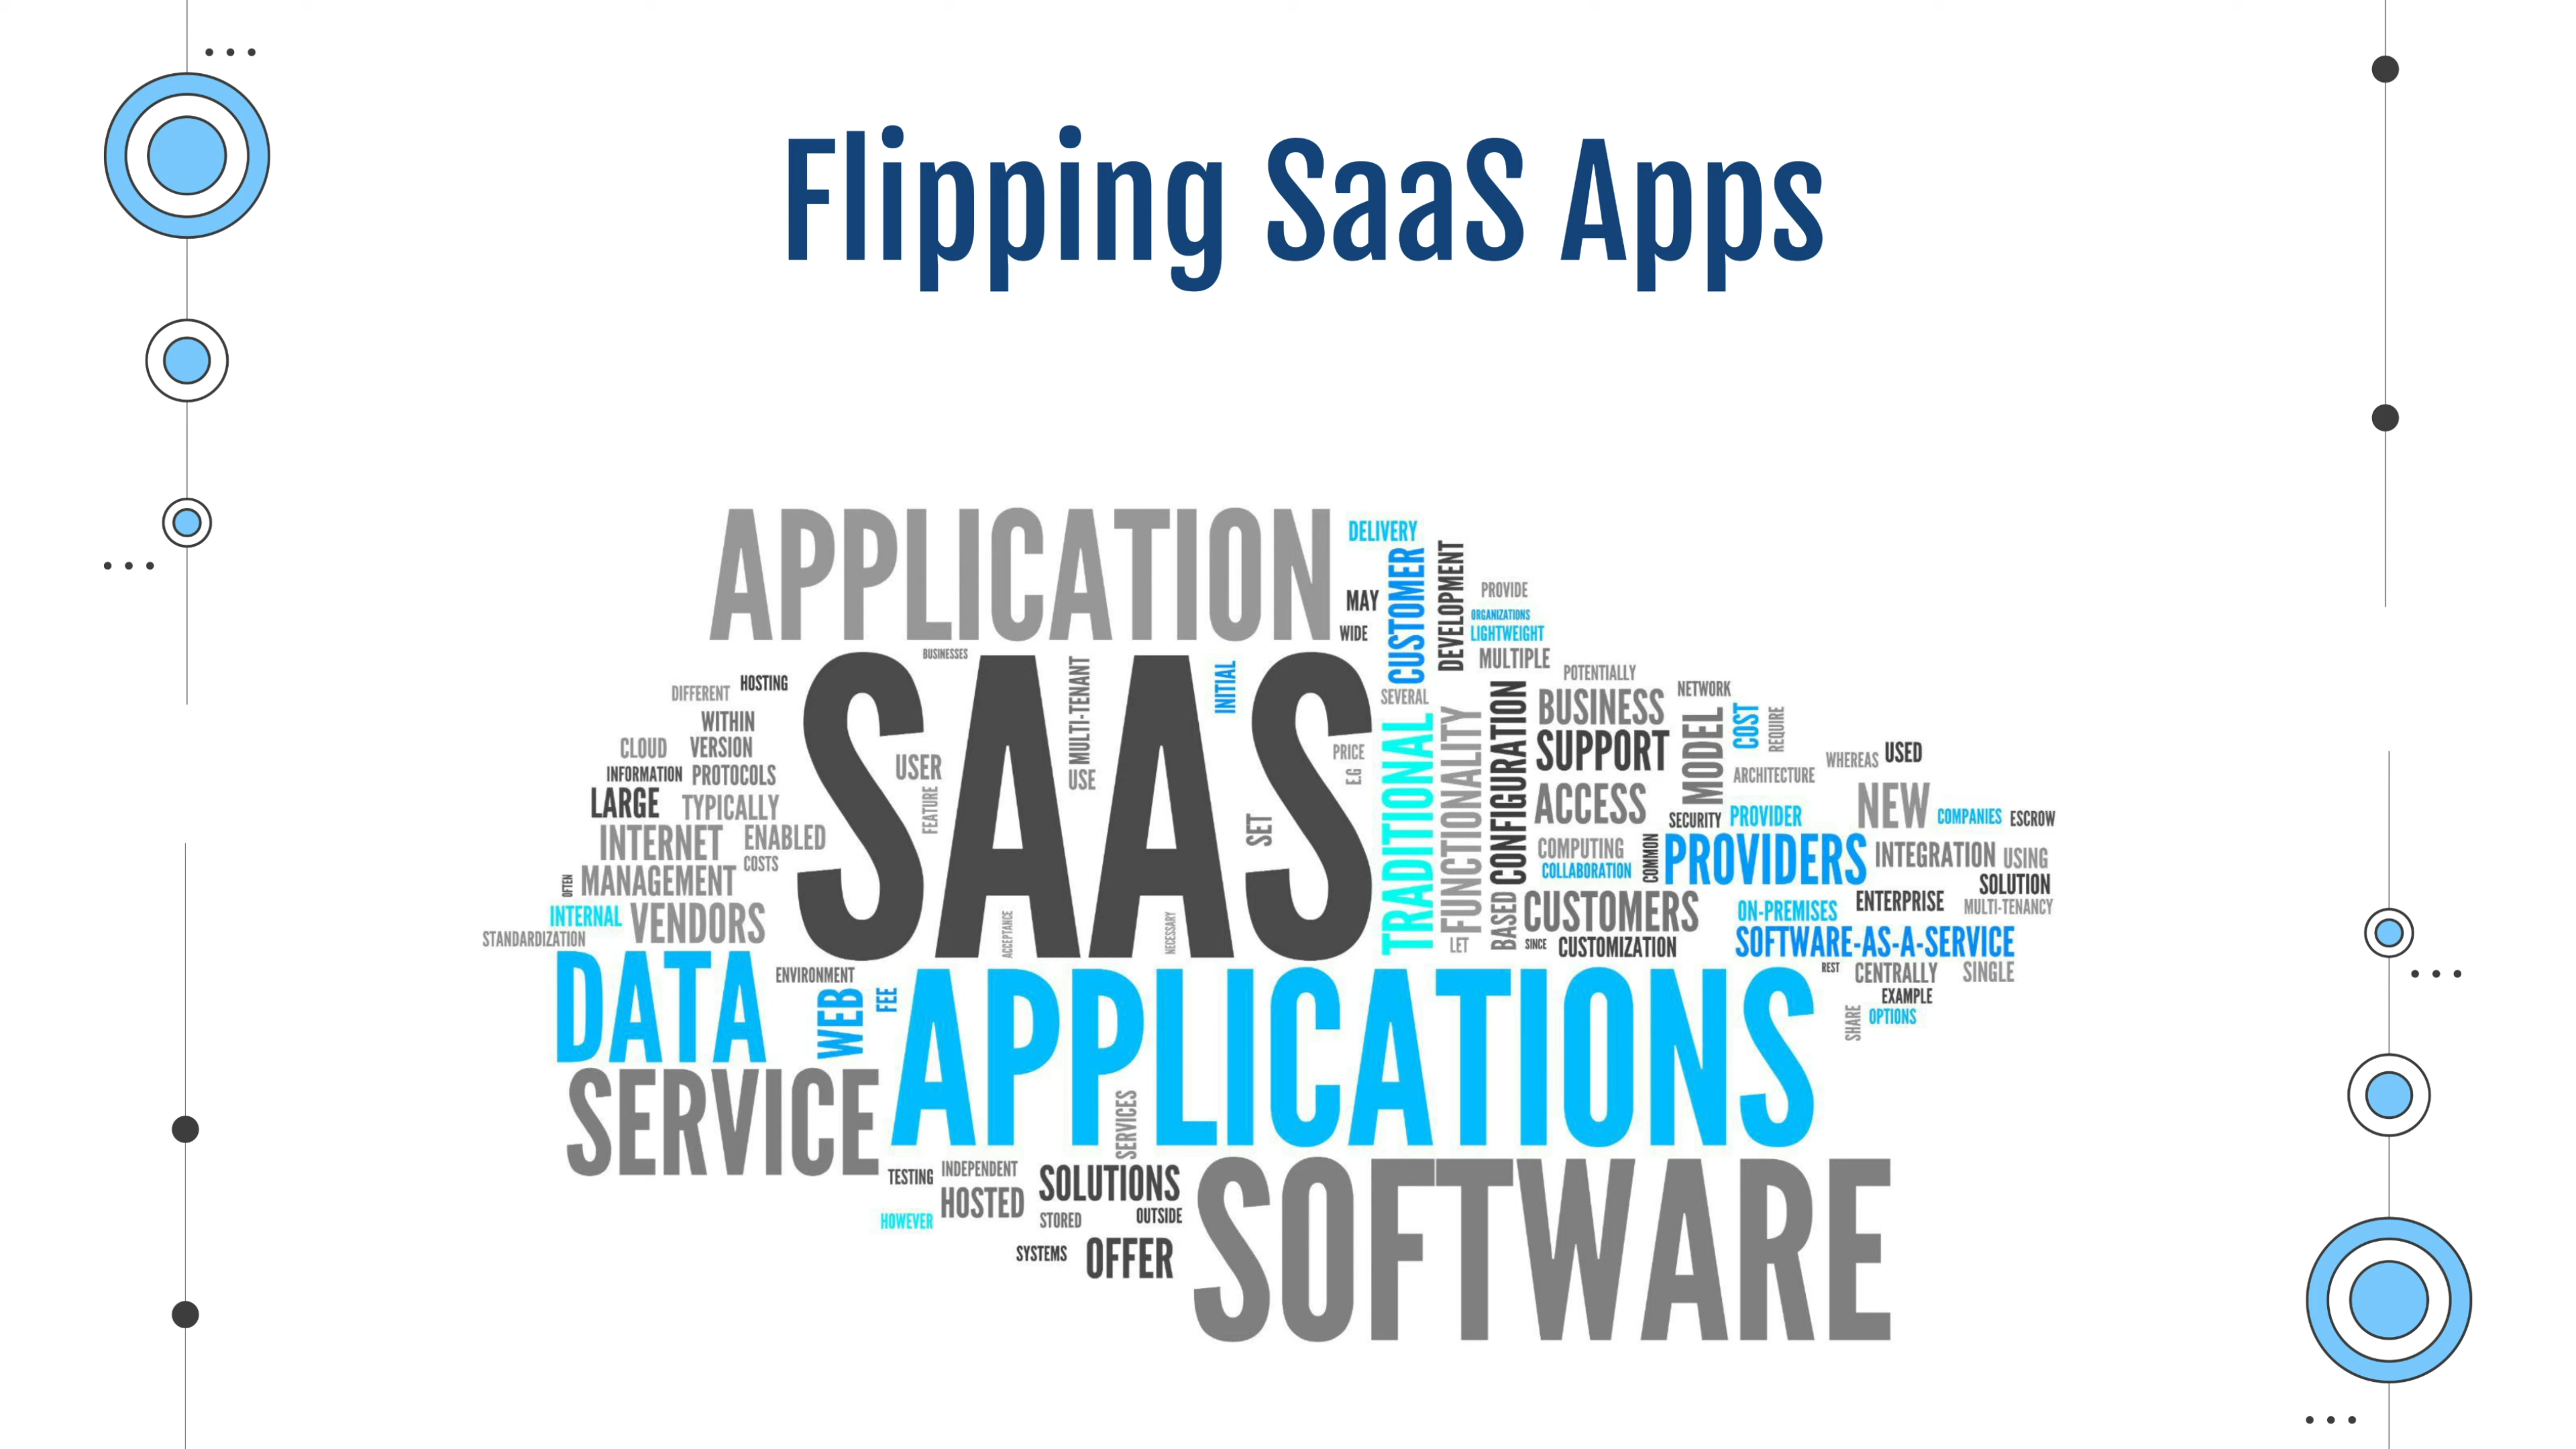 Flipping SaaS Apps
APPLICATION
DELIVERY
CUSTOMER
DEVELOPMENT
MAY
WIDE
PROVIDE
ORGANIZATIONS
LIGHTWEIGHT
MULTIPLE
BUSINESSES
DIFFERENT
HOSTING
WITHIN
CLOUD
VERSION
INFORMATION
PROTOCOLS
LARGE
TYPICALLY
INTERNET
ENABLED
COSTS
OFTEN
MANAGEMENT
INTERNAL
VENDORS
STANDARDIZATION
SAAS
USER
FEATURE
MULTI-TENANT
USE
INITIAL
SET
PRICE
E.G
ACCEPTANCE
NECESSARY
SEVERAL
TRADITIONAL
FUNCTIONALITY
LET
CONFIGURATION
BASED
POTENTIALLY
BUSINESS
NETWORK
SUPPORT
MODEL
COST
REQUIRE
ARCHITECTURE
ACCESS
SECURITY
PROVIDER
COMPUTING
COLLABORATION
COMMON
PROVIDERS
CUSTOMERS
SINCE
CUSTOMIZATION
WHEREAS
USED
NEW
COMPANIES
ESCROW
INTEGRATION
USING
SOLUTION
ON-PREMISES
ENTERPRISE
MULTI-TENANCY
SOFTWARE-AS-A-SERVICE
REST
CENTRALLY
SINGLE
EXAMPLE
SHARE
OPTIONS
DATA
ENVIRONMENT
WEB
FEE
APPLICATIONS
SERVICE
SERVICES
TESTING
INDEPENDENT
SOLUTIONS
HOSTED
HOWEVER
STORED
OUTSIDE
SYSTEMS
OFFER
SOFTWARE